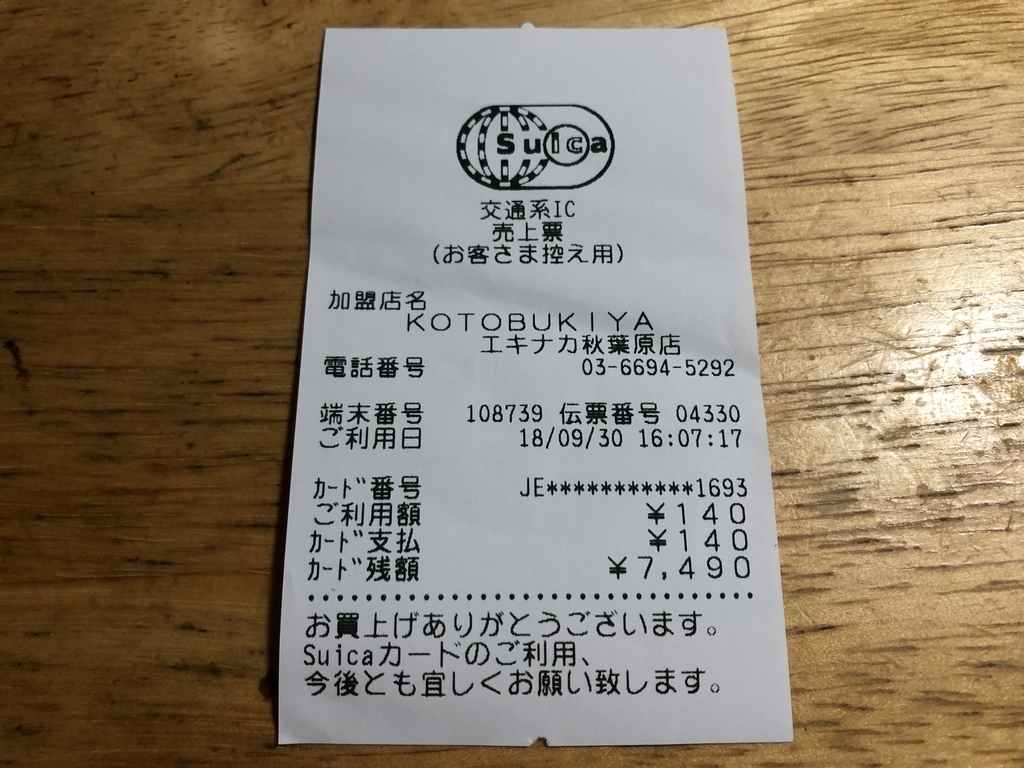 Suica
交通系IC
売上票
(お客さま控え用)
加盟店名
KOTOBUKIYA
エキナカ秋葉原店
電話番号 03-6694-5292
端末番号 108739 伝票番号 04330
ご利用日 18/09/30 16:07:17
ｶｰﾄﾞ番号 JE***********1693
ご利用額 ¥140
ｶｰﾄﾞ支払 ¥140
ｶｰﾄﾞ残額 ¥7,490
お買上げありがとうございます。
Suicaカードのご利用、
今後とも宜しくお願い致します。